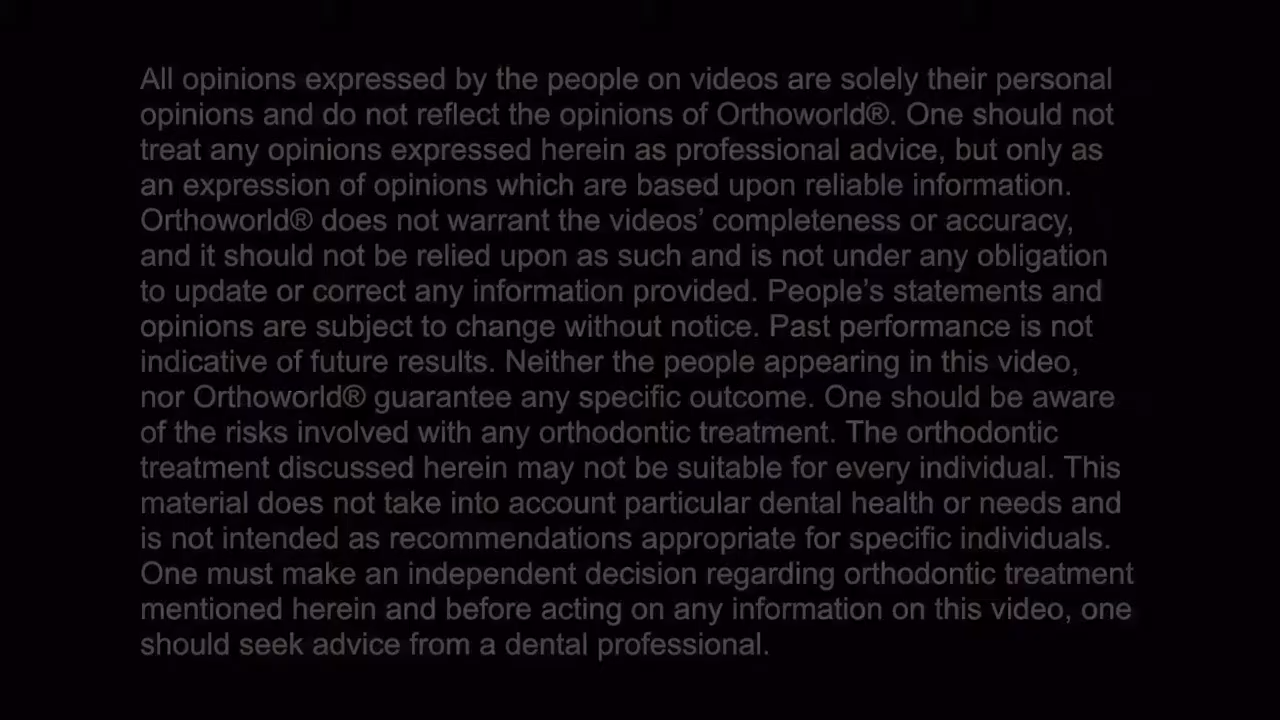 All opinions expressed by the people on videos are solely their personal
opinions and do not reflect the opinions of Orthoworld®. One should not
treat any opinions expressed herein as professional advice, but only as
an expression of opinions which are based upon reliable information.
Orthoworld® does not warrant the videos’ completeness or accuracy,
and it should not be relied upon as such and is not under any obligation
to update or correct any information provided. People’s statements and
opinions are subject to change without notice. Past performance is not
indicative of future results. Neither the people appearing in this video,
nor Orthoworld® guarantee any specific outcome. One should be aware
of the risks involved with any orthodontic treatment. The orthodontic
treatment discussed herein may not be suitable for every individual. This
material does not take into account particular dental health or needs and
is not intended as recommendations appropriate for specific individuals.
One must make an independent decision regarding orthodontic treatment
mentioned herein and before acting on any information on this video, one
should seek advice from a dental professional.